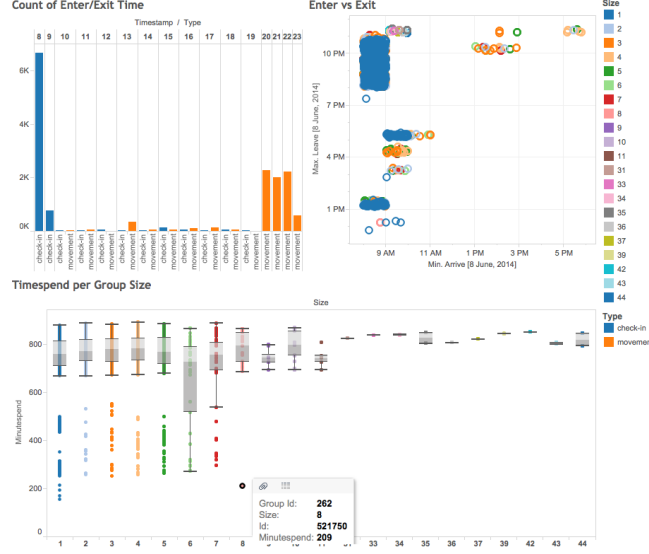 Count of Enter/Exit Time
Timestamp / Type
8 9 10 11 12 13 14 15 16 17 18 19 20 21 22 23
6K
4K
2K
0K
check-in
check-in
check-in
movement
check-in
movement
check-in
movement
check-in
movement
check-in
movement
check-in
movement
check-in
movement
check-in
movement
check-in
movement
check-in
movement
movement
movement
movement
movement
Enter vs Exit
Max. Leave [8 June, 2014]
10 PM
7 PM
4 PM
1 PM
9 AM 11 AM 1 PM 3 PM 5 PM
Min. Arrive [8 June, 2014]
Size
1
2
3
4
5
6
7
8
9
10
11
31
33
34
35
36
37
39
42
43
44
Type
check-in
movemen
Timespend per Group Size
Size
Minutespend
800
600
400
200
0
Group Id: 262
Size: 8
Id: 521750
Minutespend: 209
1 2 3 4 5 6 7 8 33 34 35 36 37 39 42 43 44